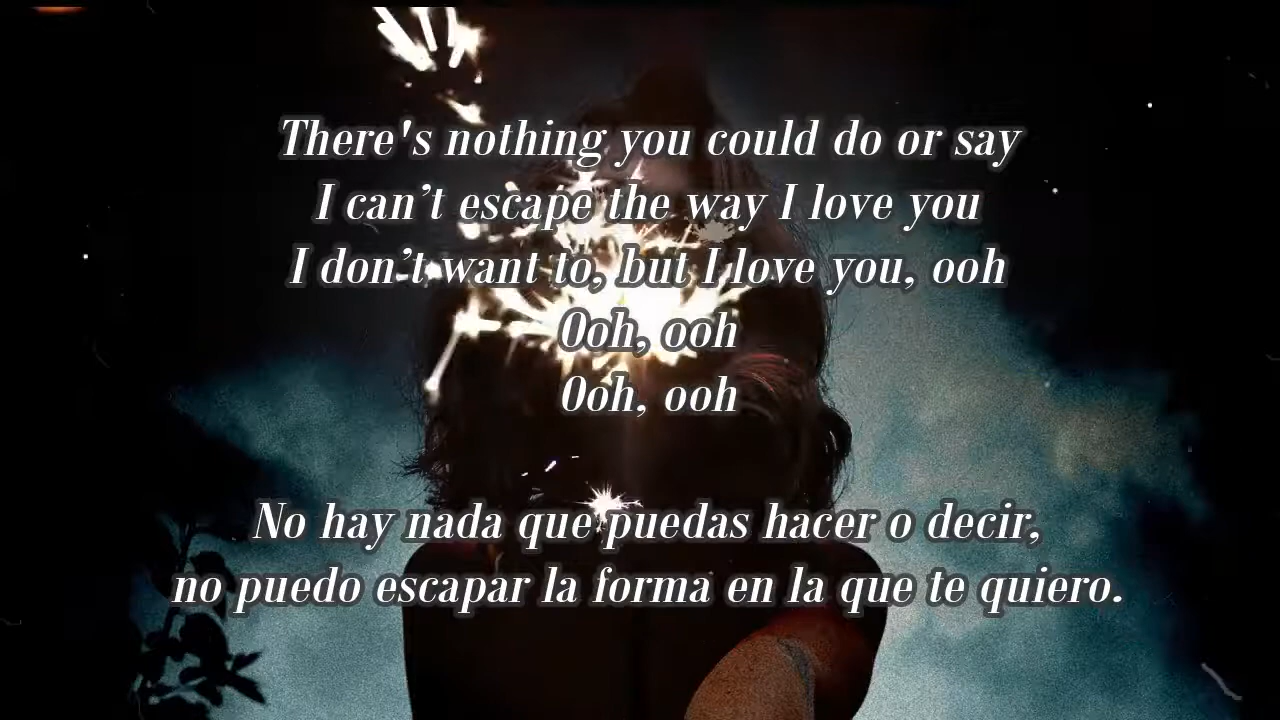 There's nothing you could do or say
I can’t escape the way I love you
I don’t want to, but I love you, ooh
Ooh, ooh
Ooh, ooh
No hay nada que puedas hacer o decir,
no puedo escapar la forma en la que te quiero.